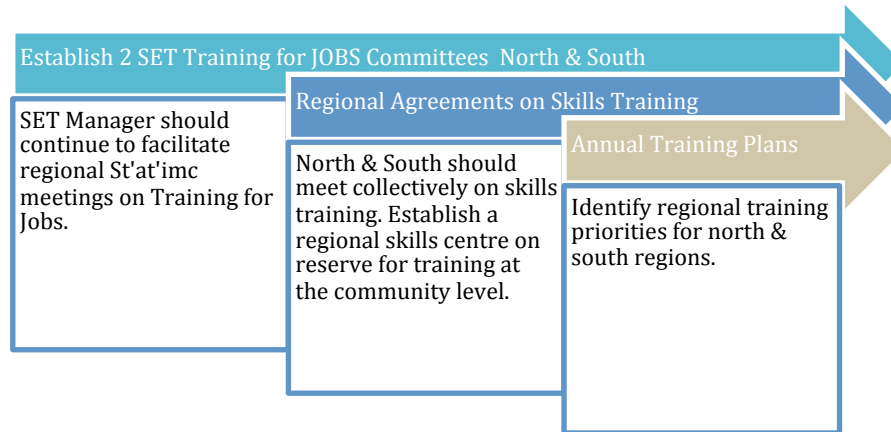 Establish 2 SET Training for JOBS Committees  North & South
SET Manager should
continue to facilitate
regional St'at'imc
meetings on Training for
Jobs.
Regional Agreements on Skills Training
North & South should
meet collectively on skills
training. Establish a
regional skills centre on
reserve for training at
the community level.
Annual Training Plans
Identify regional training
priorities for north &
south regions.